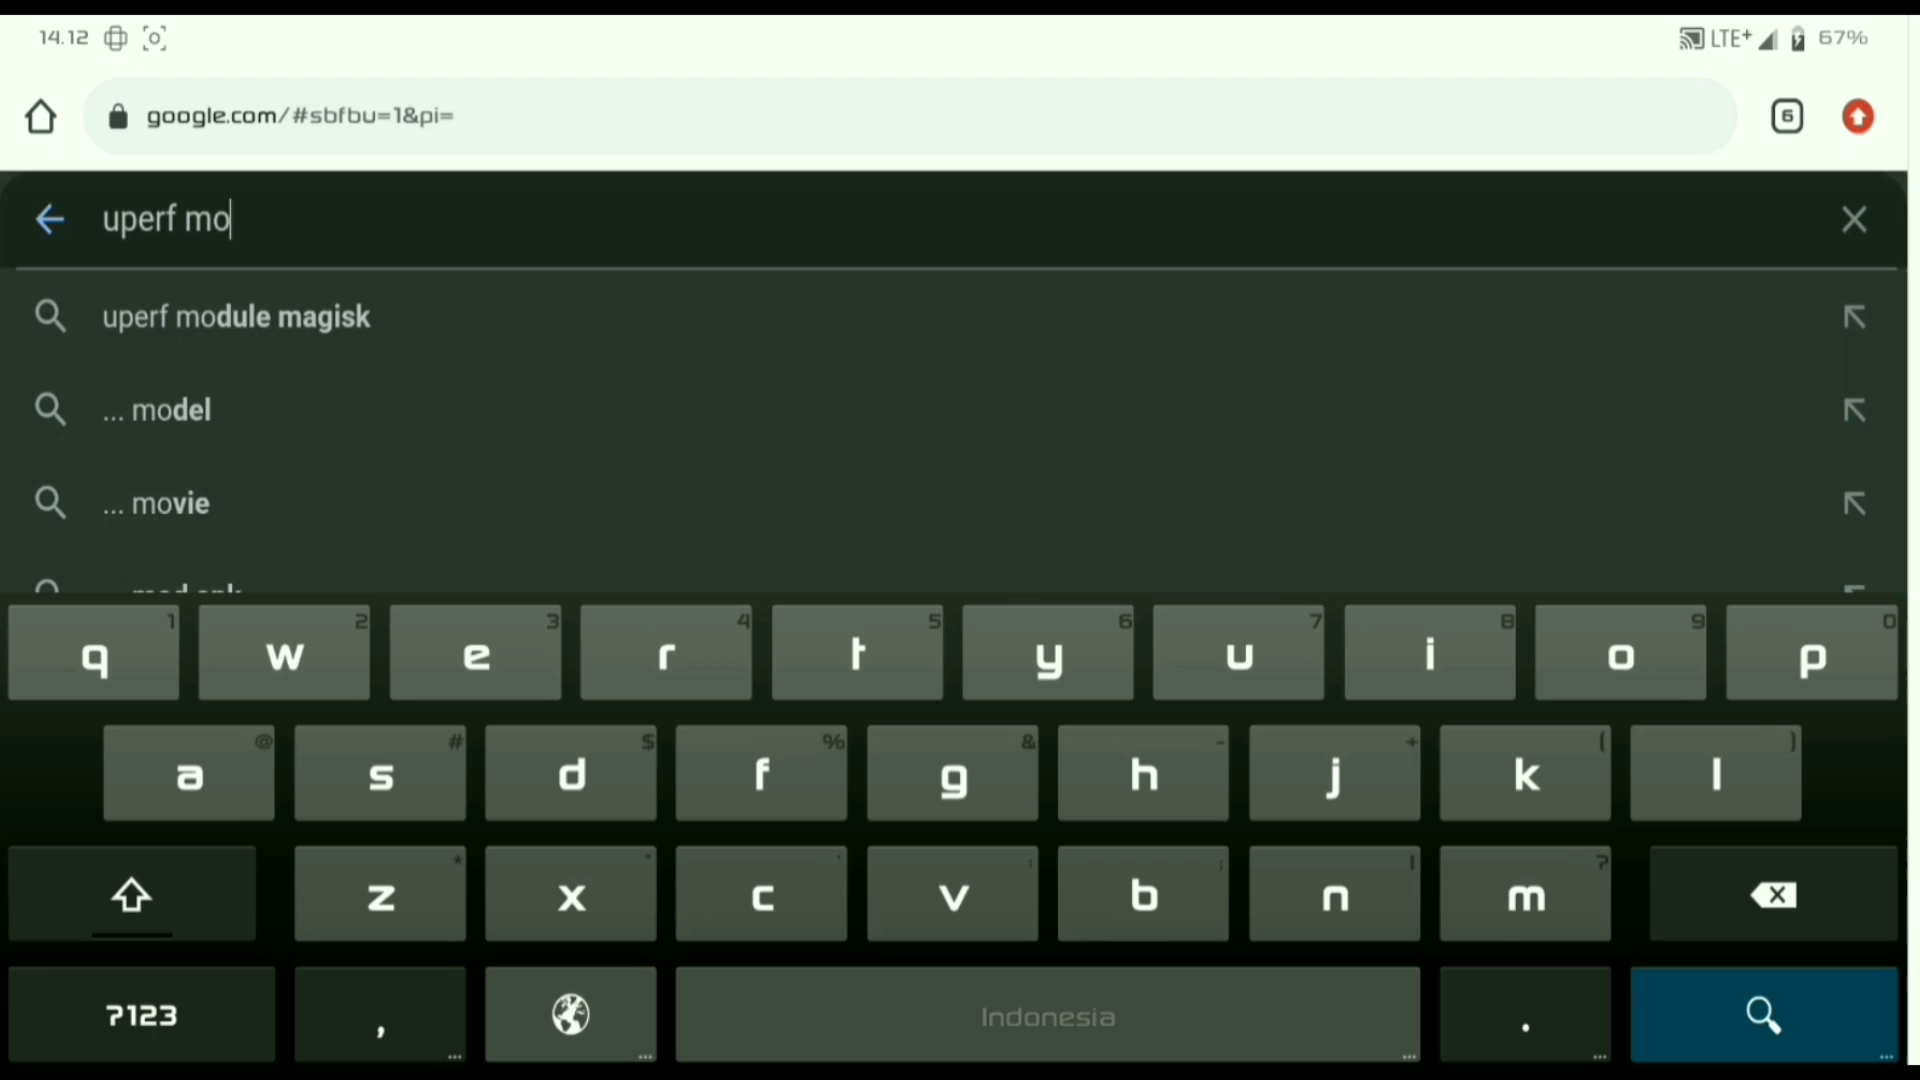 14.12 LTE+ 67%
google.com/#sbfbu=1&pi= 6
uperf mo
uperf module magisk
... model
... movie
q 1 w 2 e 3 r 4 t 5 y 6 u 7 i 8 o 9 p 0
a @ s # d $ f % g & h - j + k ( l )
z * x " c ' v : b ; n ! m ?
?123 , ... ... Indonesia ... . ... ...